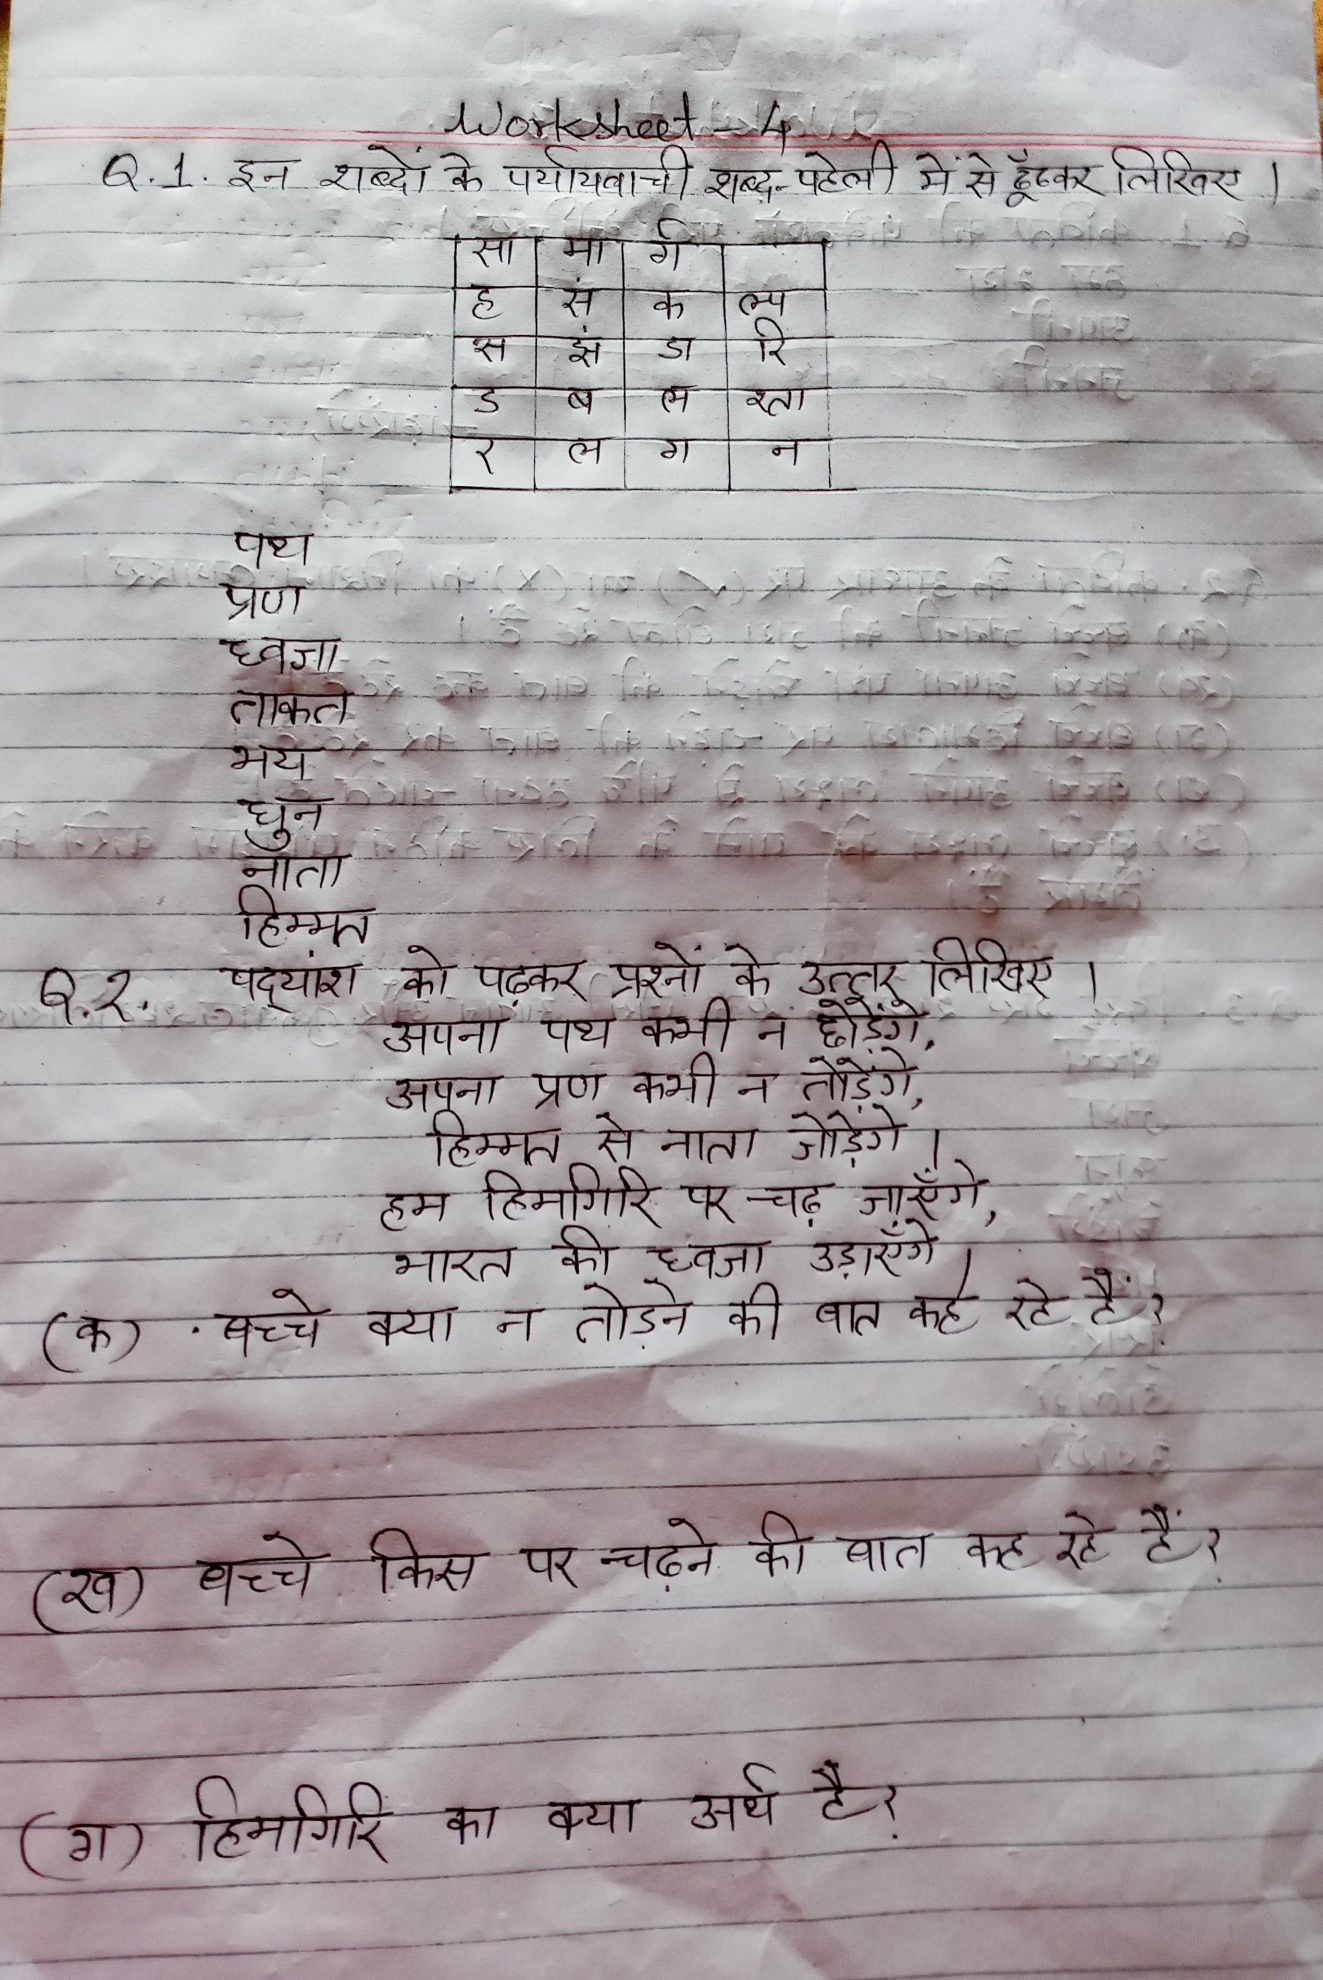 Worksheet - 4
Q.1. इन शब्दों के पर्यायवाची शब्द-पहेली में से ढूँढकर लिखिए ।
सा मा र्ग
ह सं क ल्प
स झं डा रि
ड ब ल श्ता
र ल ग न
पथ
प्रण
ध्वजा
ताकत
भय
धुन
नाता
हिम्मत
Q.2. पद्यांश को पढ़कर प्रश्नों के उत्तर लिखिए ।
अपना पथ कभी न छोड़ेंगे,
अपना प्रण कभी न तोड़ेंगे,
हिम्मत से नाता जोड़ेंगे ।
हम हिमगिरि पर चढ़ जाएँगे,
भारत की ध्वजा उड़ाएँगे ।
(क) बच्चे क्या न तोड़ने की बात कह रहे हैं?
(ख) बच्चे किस पर चढ़ने की बात कह रहे हैं?
(ग) हिमगिरि का क्या अर्थ है?